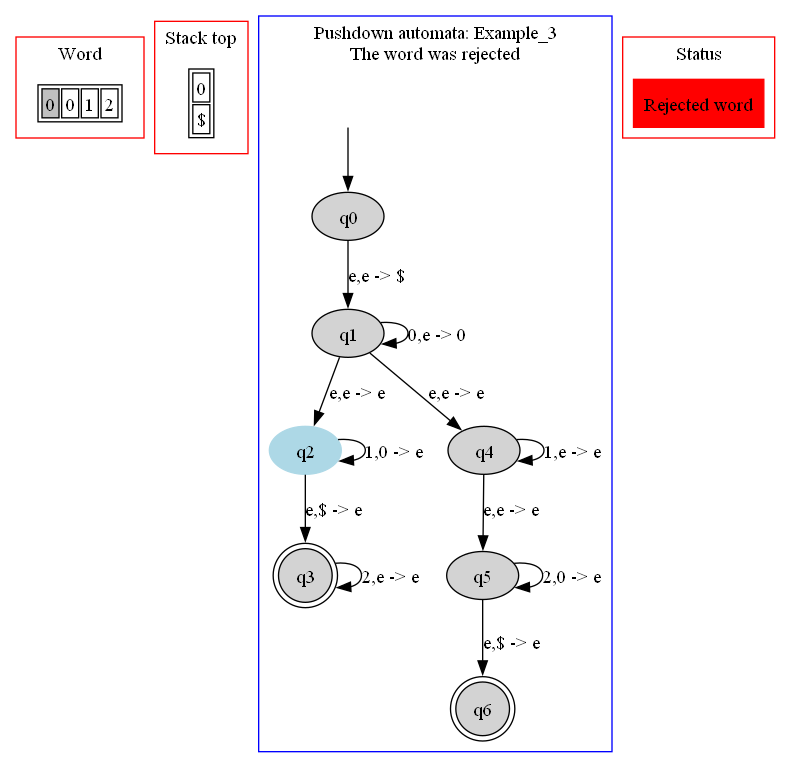 Word
0 0 1 2
Stack top
0
$
Pushdown automata: Example_3
The word was rejected
q0
e,e -> $
q1
0,e -> 0
e,e -> e
e,e -> e
q2
1,0 -> e
q4
1,e -> e
e,$ -> e
e,e -> e
q3
2,e -> e
q5
2,0 -> e
e,$ -> e
q6
Status
Rejected word